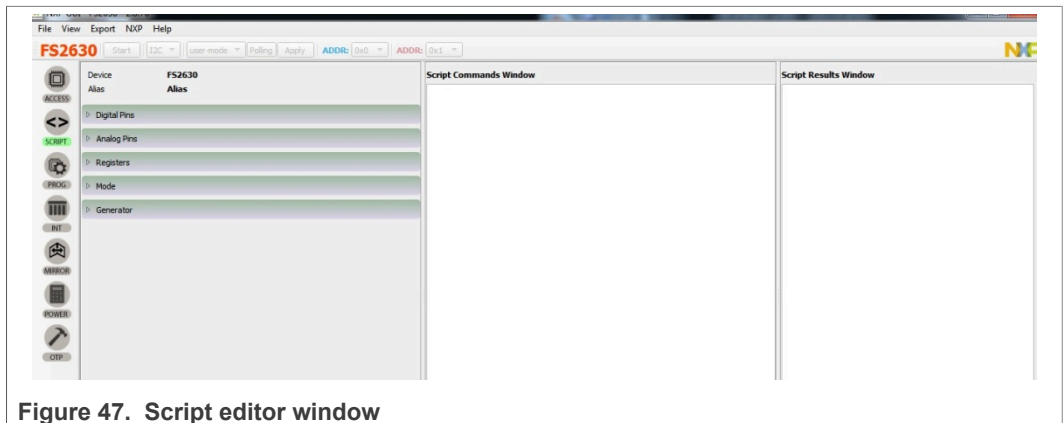 File View Export NXP Help
FS2630 Start I2C user-mode Polling Apply ADDR: 0x0 ADDR: 0x1
NXP
Device FS2630
Alias Alias
Digital Pins
Analog Pins
Registers
Mode
Generator
ACCESS
SCRIPT
PROG
INT
MIRROR
POWER
OTP
Script Commands Window
Script Results Window
Figure 47. Script editor window